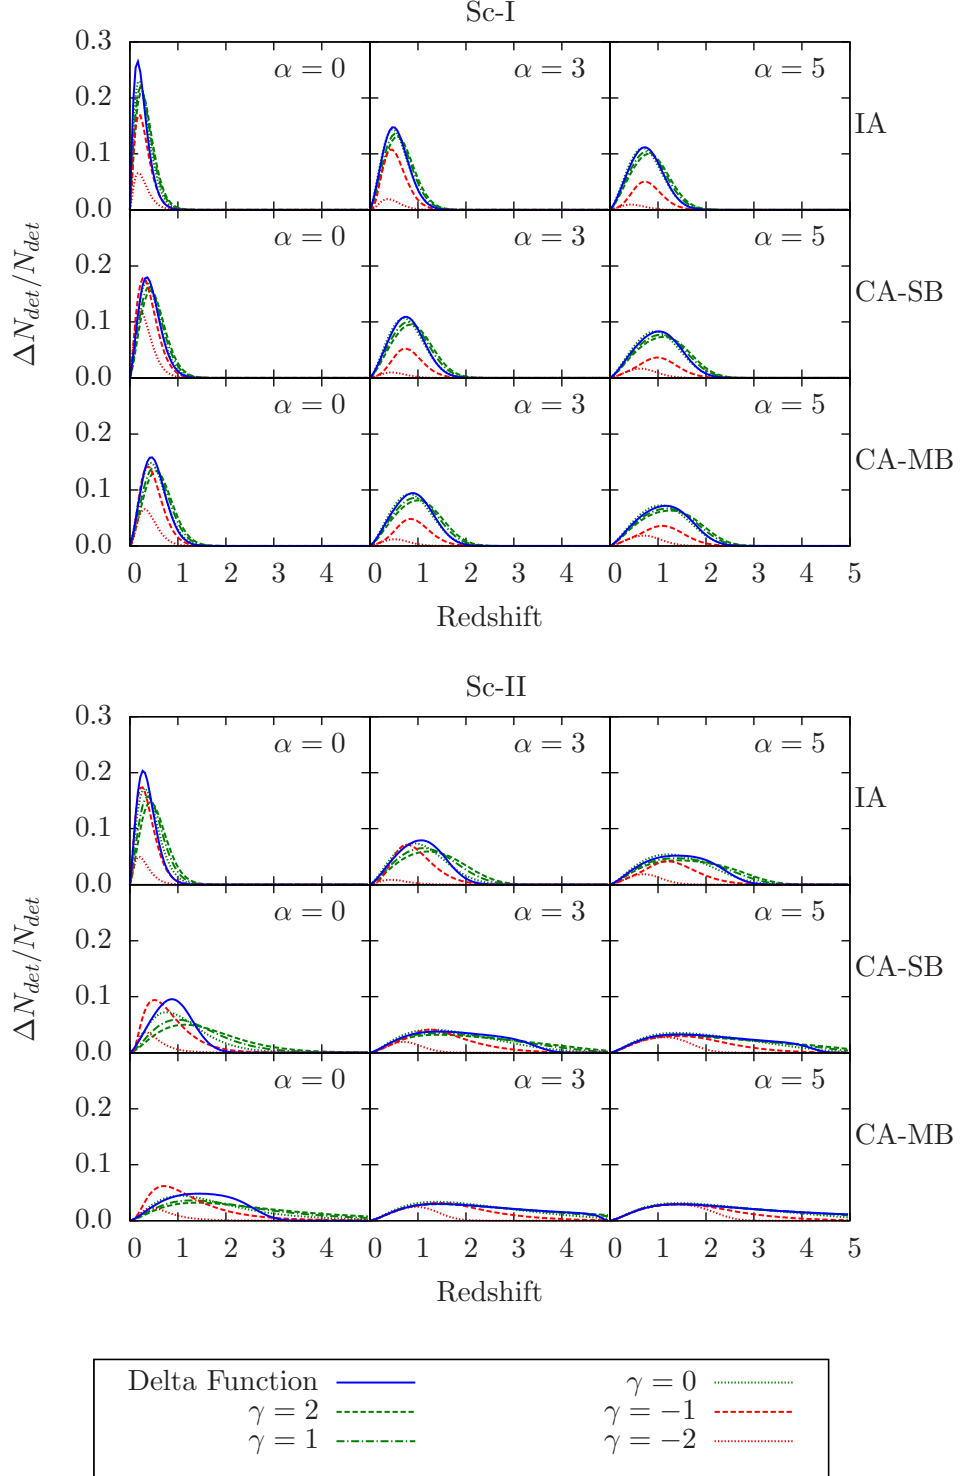 Sc-I
0.3
α = 0 α = 3 α = 5
0.2
IA
0.1
0.0
α = 0 α = 3 α = 5
0.2
CA-SB
0.1
0.0
α = 0 α = 3 α = 5
0.2
CA-MB
0.1
0.0
ΔN_det/N_det
0 1 2 3 4 0 1 2 3 4 0 1 2 3 4 5
Redshift
Sc-II
0.3
α = 0 α = 3 α = 5
0.2
IA
0.1
0.0
α = 0 α = 3 α = 5
0.2
CA-SB
0.1
0.0
α = 0 α = 3 α = 5
0.2
CA-MB
0.1
0.0
ΔN_det/N_det
0 1 2 3 4 0 1 2 3 4 0 1 2 3 4 5
Redshift
Delta Function γ = 0
γ = 2 γ = −1
γ = 1 γ = −2